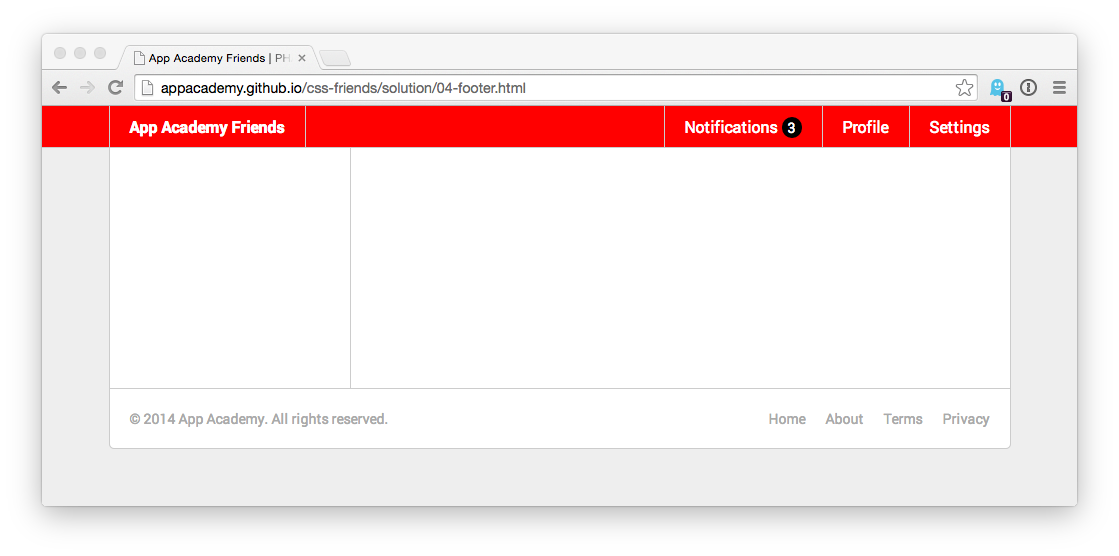 App Academy Friends | PH
appacademy.github.io/css-friends/solution/04-footer.html
0
App Academy Friends Notifications 3 Profile Settings
© 2014 App Academy. All rights reserved. Home About Terms Privacy